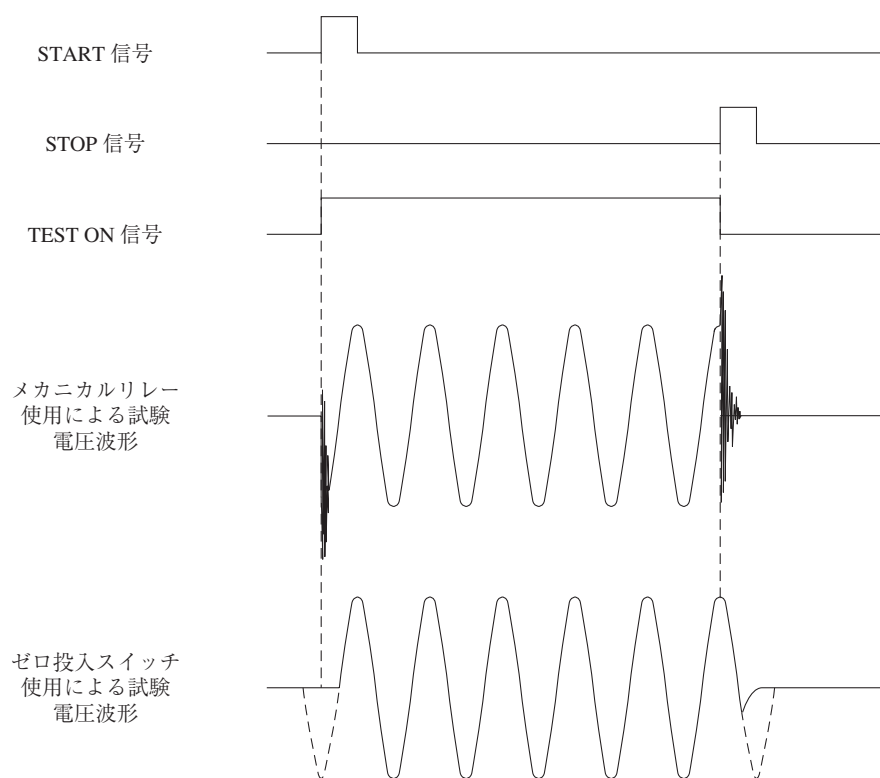 START 信号
STOP 信号
TEST ON 信号
メカニカルリレー
使用による試験
電圧波形
ゼロ投入スイッチ
使用による試験
電圧波形